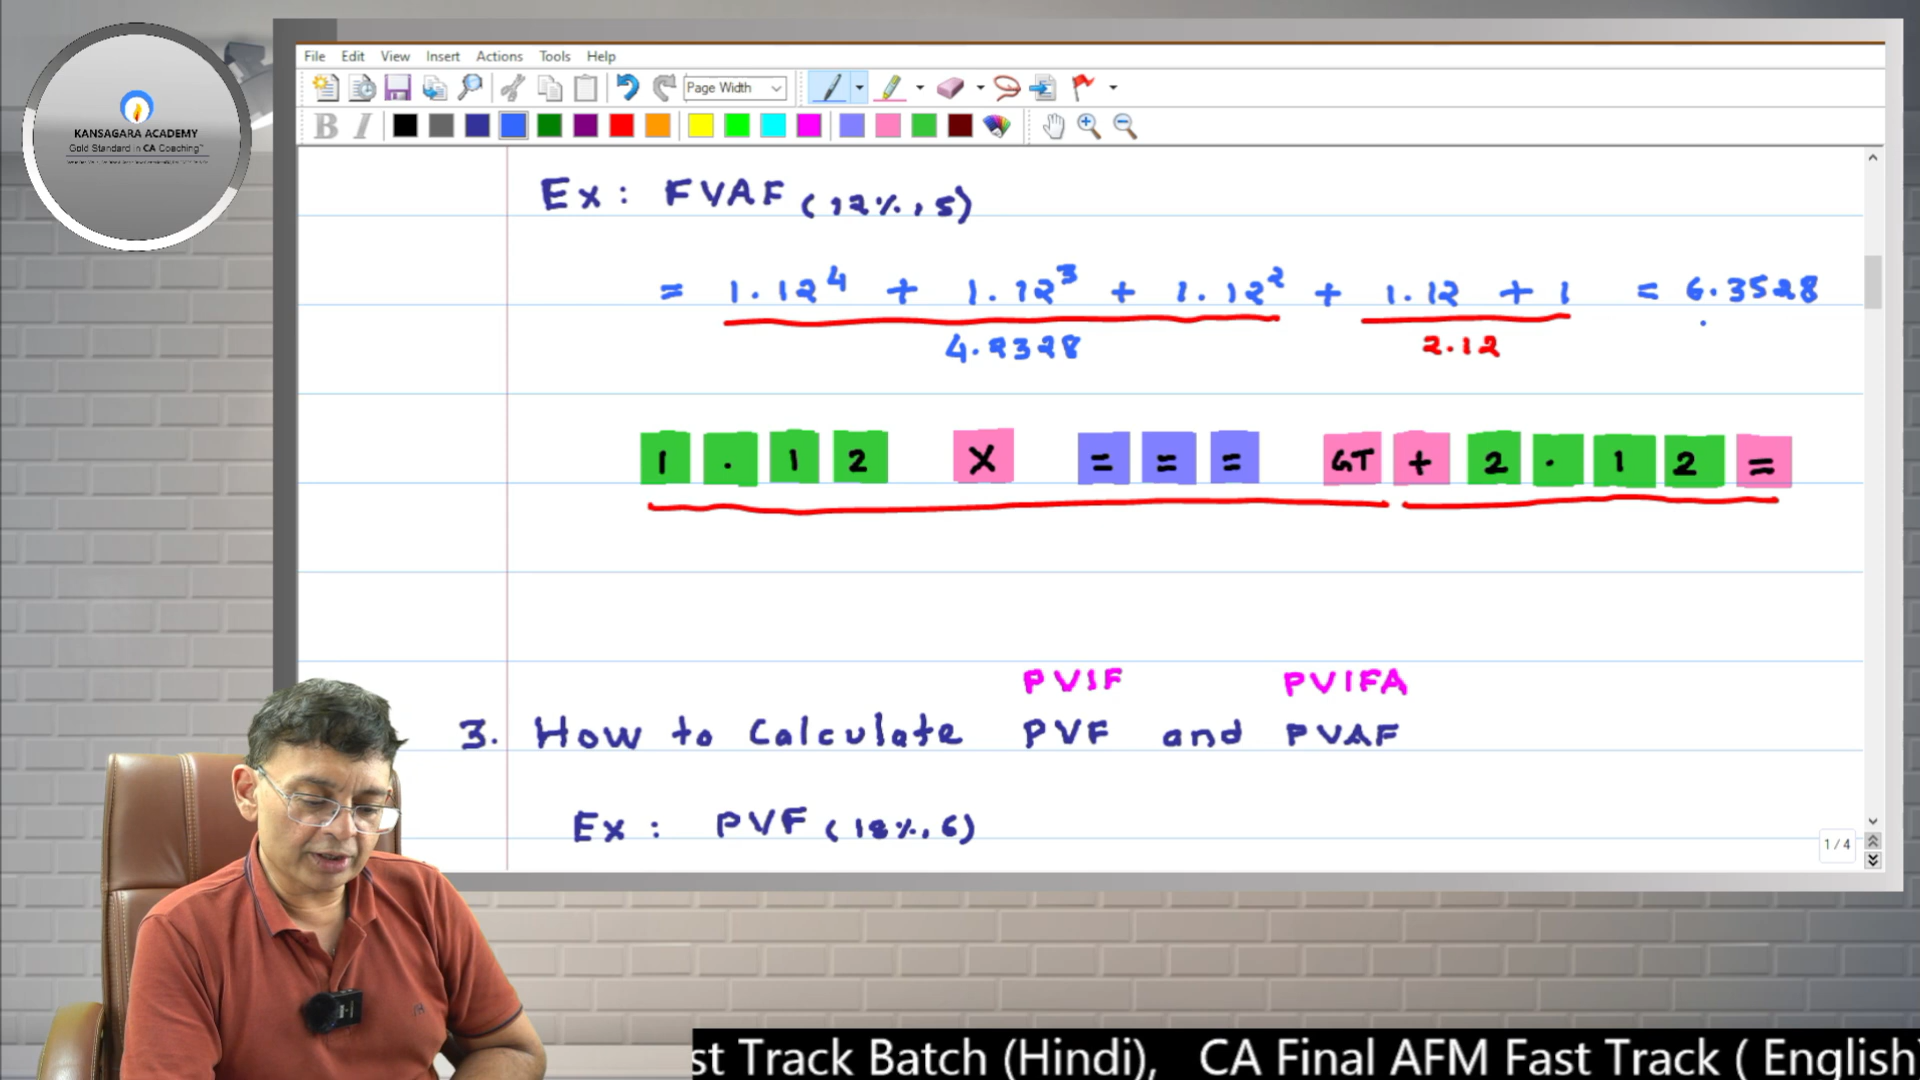 KANSAGARA ACADEMY
Gold Standard in CA Coaching™
File Edit View Insert Actions Tools Help
Page Width
B I
Ex: FVAF (12%, 5)
= 1.12⁴ + 1.12³ + 1.12² + 1.12 + 1 = 6.3528
4.2328 2.12
1 . 1 2 X = = = GT + 2 . 1 2 =
PVIF PVIFA
3. How to Calculate PVF and PVAF
Ex: PVF (18%, 6)
1 / 4
st Track Batch (Hindi), CA Final AFM Fast Track ( English